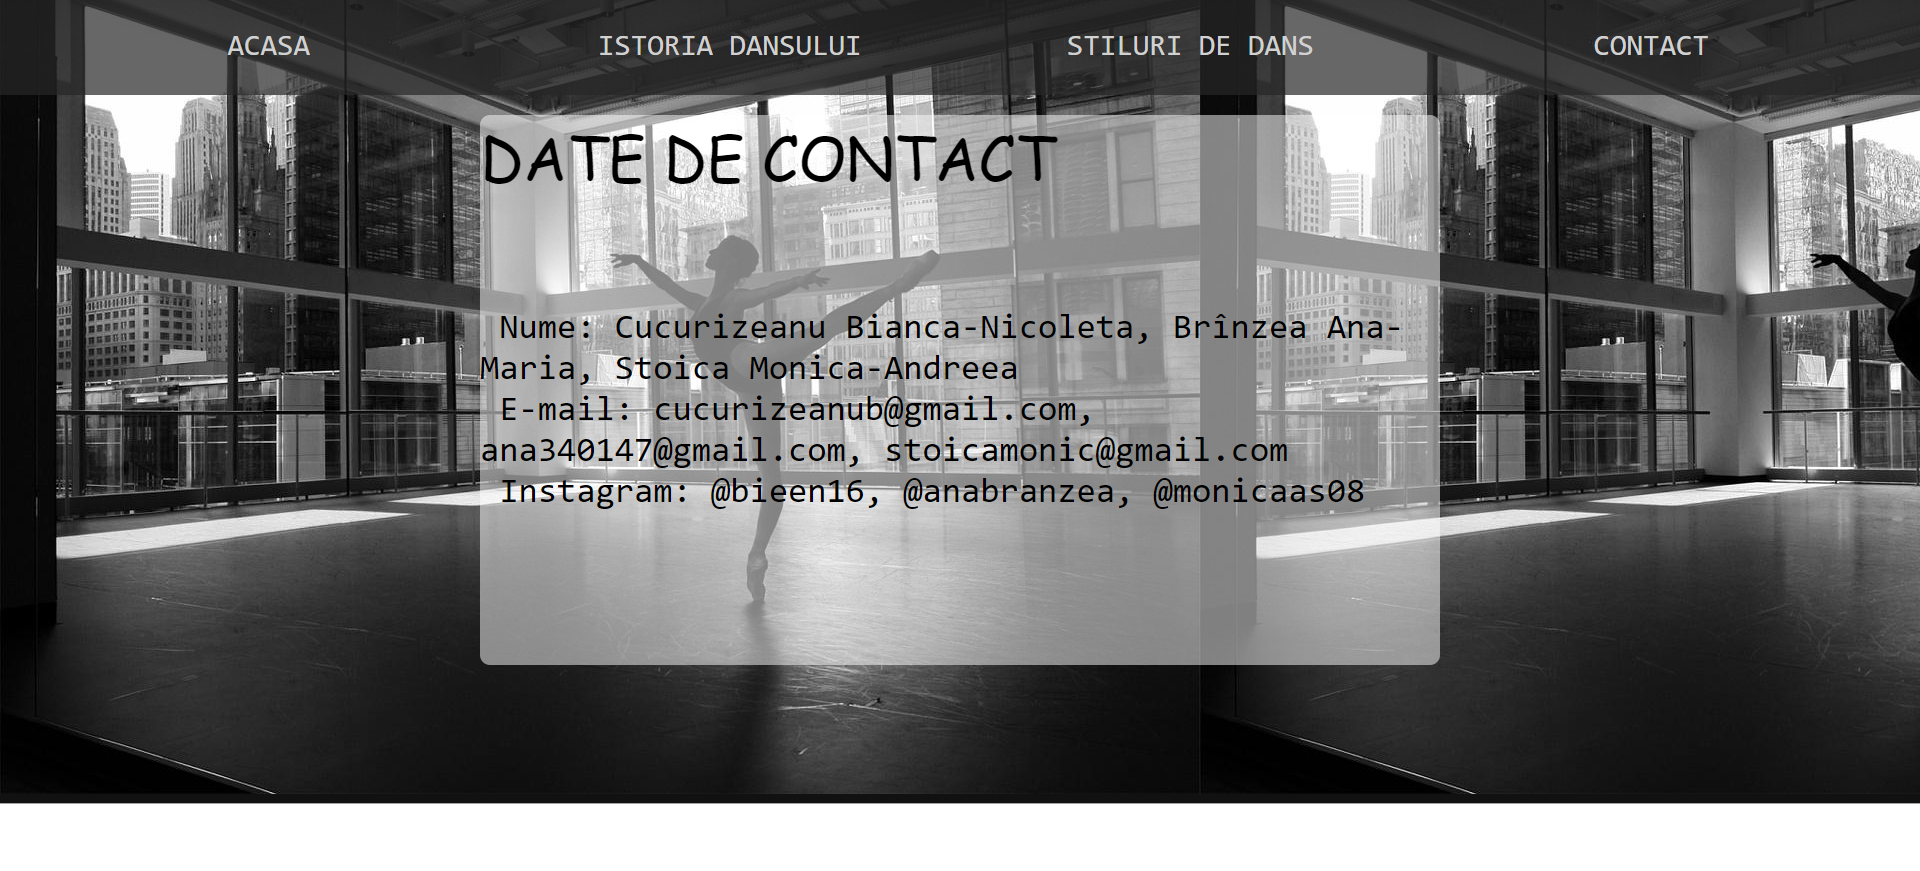 ACASA ISTORIA DANSULUI STILURI DE DANS CONTACT
DATE DE CONTACT
Nume: Cucurizeanu Bianca-Nicoleta, Brînzea Ana-
Maria, Stoica Monica-Andreea
E-mail: cucurizeanub@gmail.com,
ana340147@gmail.com, stoicamonic@gmail.com
Instagram: @bieen16, @anabranzea, @monicaas08